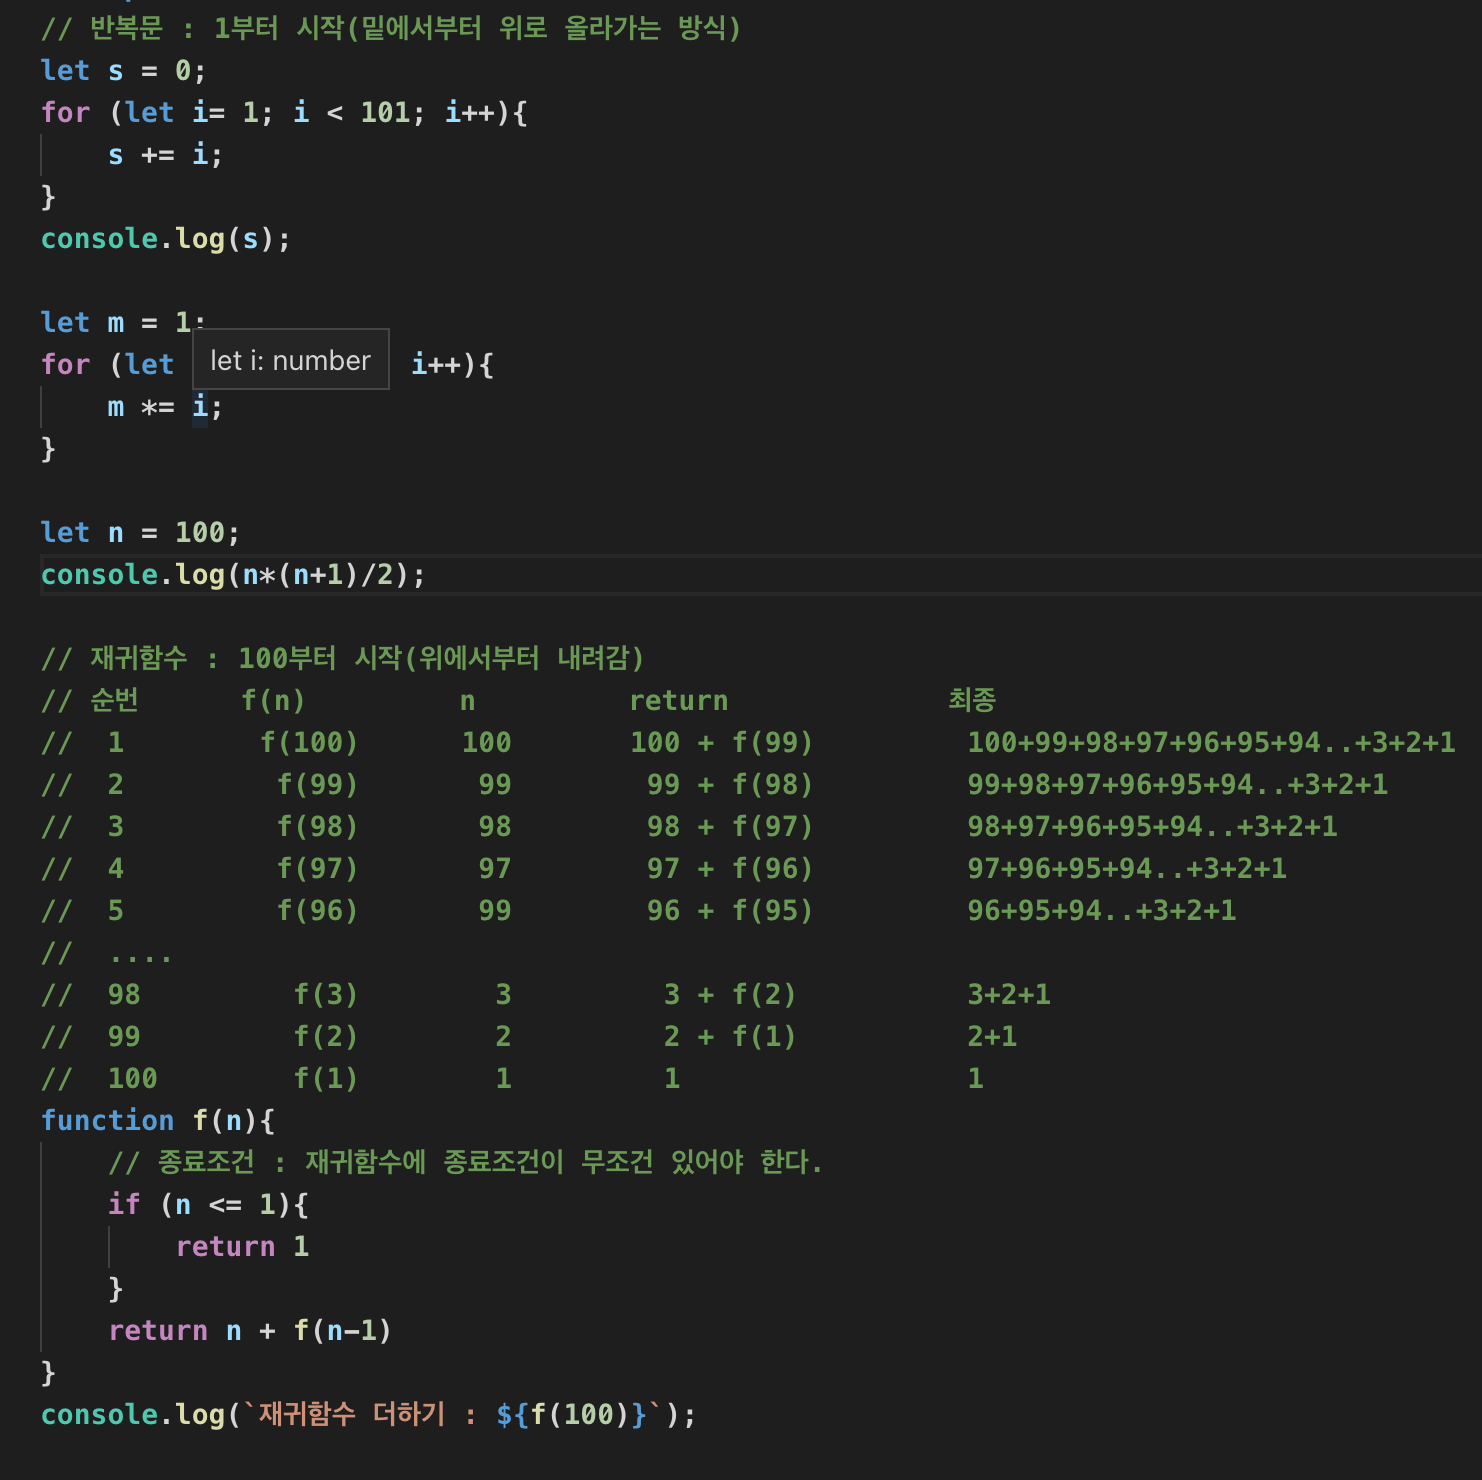 // 반복문 : 1부터 시작(밑에서부터 위로 올라가는 방식)
let s = 0;
for (let i= 1; i < 101; i++){
    s += i;
}
console.log(s);
let m = 1;
for (let let i: number i++){
    m *= i;
}
let n = 100;
console.log(n*(n+1)/2);
// 재귀함수 : 100부터 시작(위에서부터 내려감)
// 순번      f(n)         n         return             최종
//  1        f(100)      100       100 + f(99)         100+99+98+97+96+95+94..+3+2+1
//  2         f(99)       99        99 + f(98)         99+98+97+96+95+94..+3+2+1
//  3         f(98)       98        98 + f(97)         98+97+96+95+94..+3+2+1
//  4         f(97)       97        97 + f(96)         97+96+95+94..+3+2+1
//  5         f(96)       99        96 + f(95)         96+95+94..+3+2+1
//  ....
//  98         f(3)        3         3 + f(2)          3+2+1
//  99         f(2)        2         2 + f(1)          2+1
//  100        f(1)        1         1                 1
function f(n){
    // 종료조건 : 재귀함수에 종료조건이 무조건 있어야 한다.
    if (n <= 1){
        return 1
    }
    return n + f(n-1)
}
console.log(`재귀함수 더하기 : ${f(100)}`);